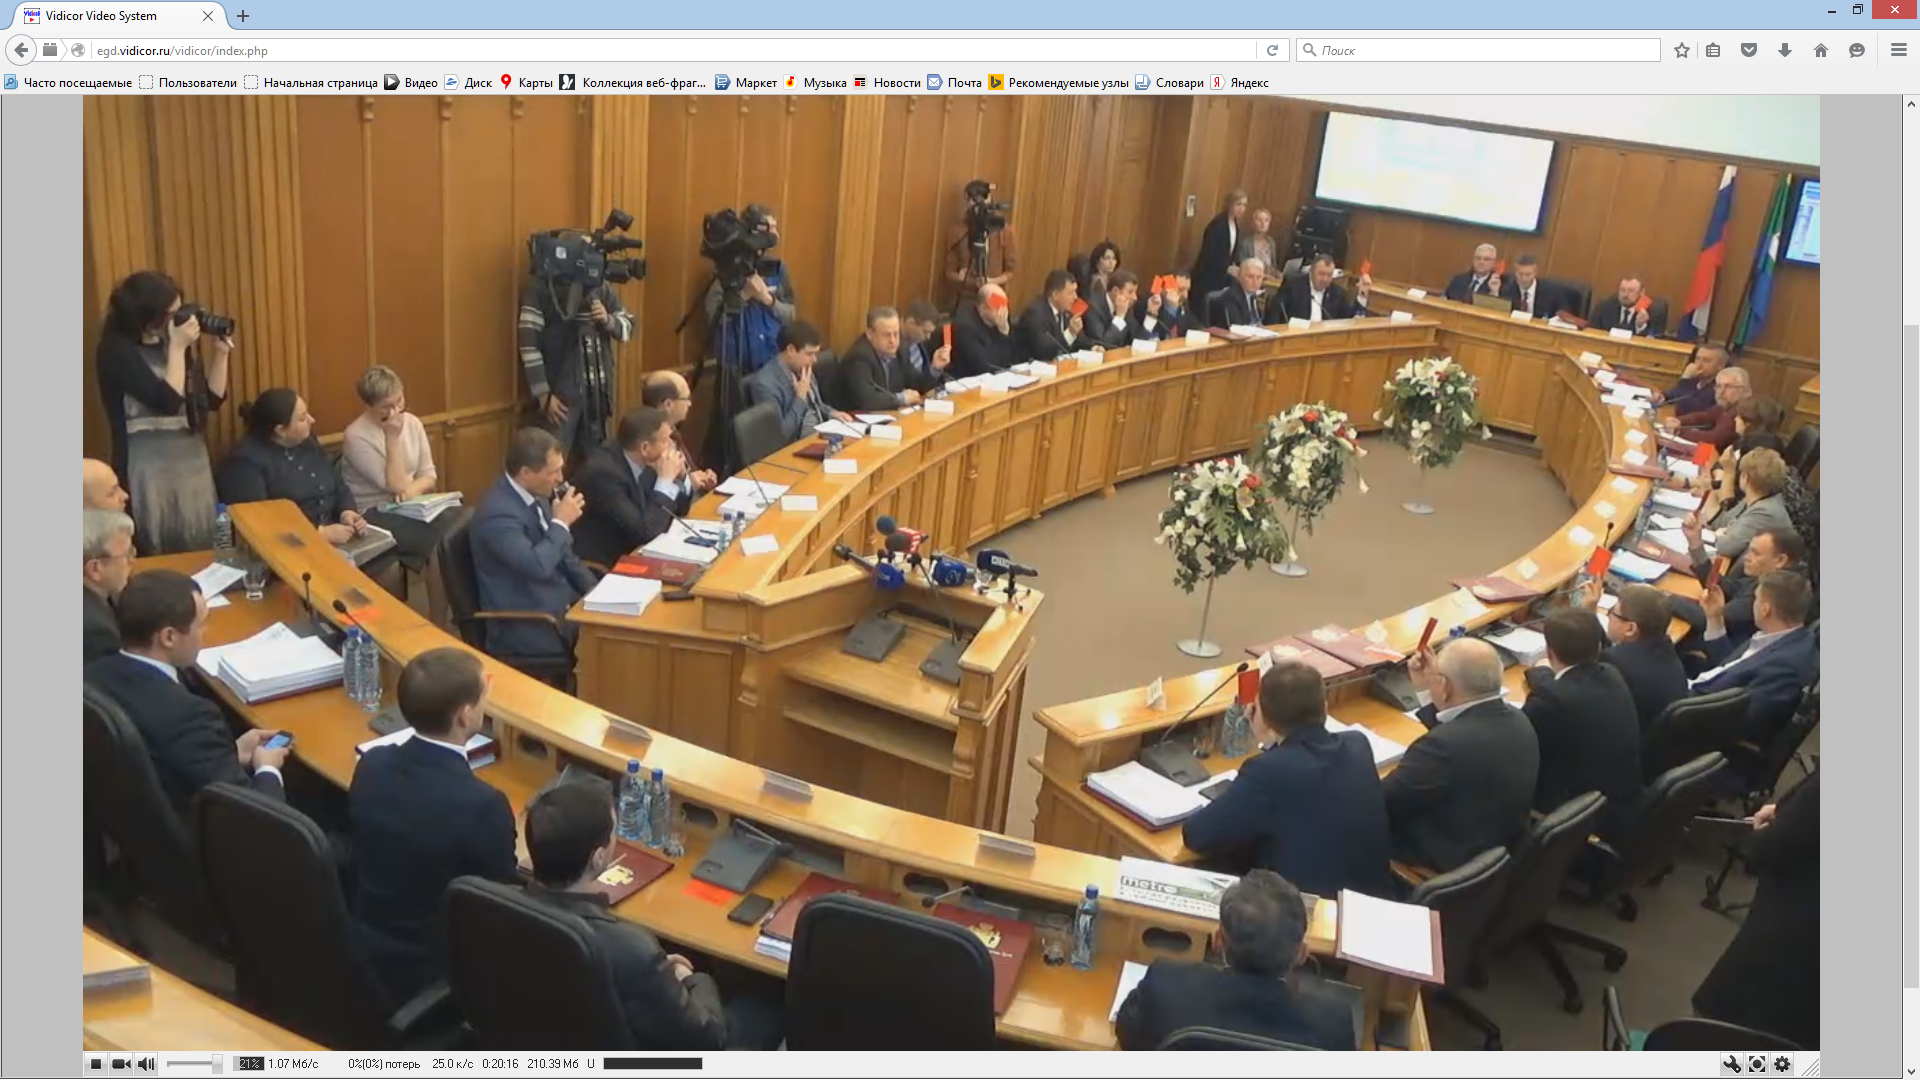 Vidicor Video System
egd.vidicor.ru/vidicor/index.php
Поиск
Часто посещаемые Пользователи Начальная страница Видео Диск Карты Коллекция веб-фраг... Маркет Музыка Новости Почта Рекомендуемые узлы Словари Яндекс
metro
21% 1.07 Мб/с 0%(0%) потерь 25.0 к/с 0:20:16 210.39 Мб U